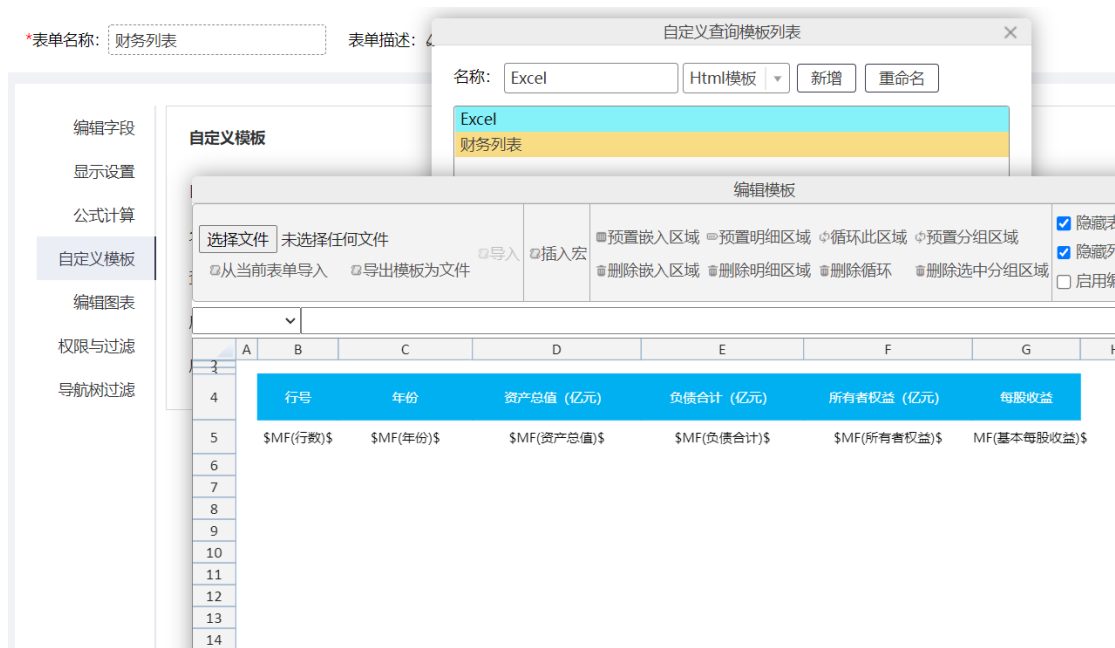 *表单名称: 财务列表 表单描述:
自定义查询模板列表
名称: Excel Html模板 新增 重命名
Excel
财务列表
编辑字段
显示设置
公式计算
自定义模板
编辑图表
权限与过滤
导航树过滤
自定义模板
编辑模板
选择文件 未选择任何文件
从当前表单导入 导出模板为文件
导入 插入宏
预置嵌入区域 预置明细区域 循环此区域 预置分组区域
删除嵌入区域 删除明细区域 删除循环 删除选中分组区域
隐藏表
隐藏列
启用编
A B C D E F G H
4 行号 年份 资产总值（亿元） 负债合计（亿元） 所有者权益（亿元） 每股收益
5 $MF(行数)$ $MF(年份)$ $MF(资产总值)$ $MF(负债合计)$ $MF(所有者权益)$ MF(基本每股收益)$
6
7
8
9
10
11
12
13
14